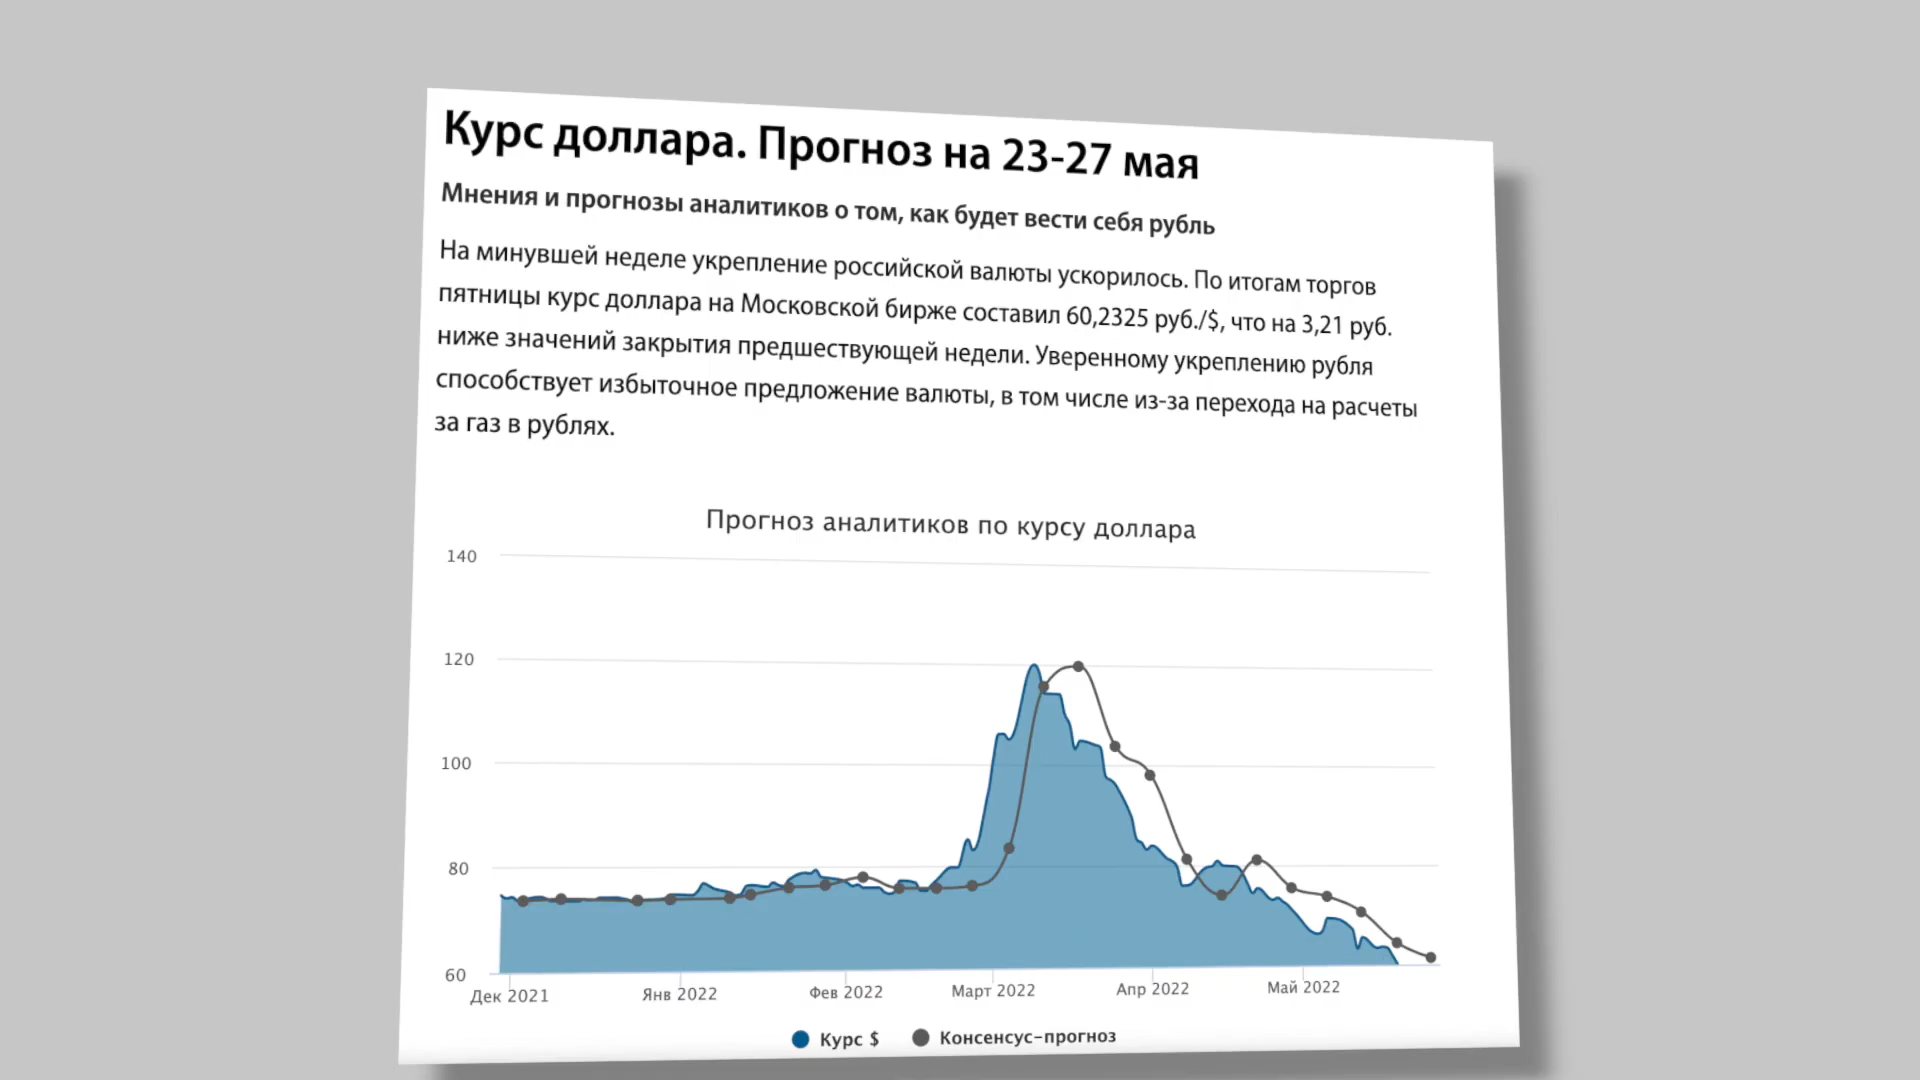 Курс доллара. Прогноз на 23-27 мая
Мнения и прогнозы аналитиков о том, как будет вести себя рубль
На минувшей неделе укрепление российской валюты ускорилось. По итогам торгов
пятницы курс доллара на Московской бирже составил 60,2325 руб./$, что на 3,21 руб.
ниже значений закрытия предшествующей недели. Уверенному укреплению рубля
способствует избыточное предложение валюты, в том числе из-за перехода на расчеты
за газ в рублях.
Прогноз аналитиков по курсу доллара
140
120
100
80
60
Дек 2021 Янв 2022 Фев 2022 Март 2022 Апр 2022 Май 2022
Курс $ Консенсус-прогноз